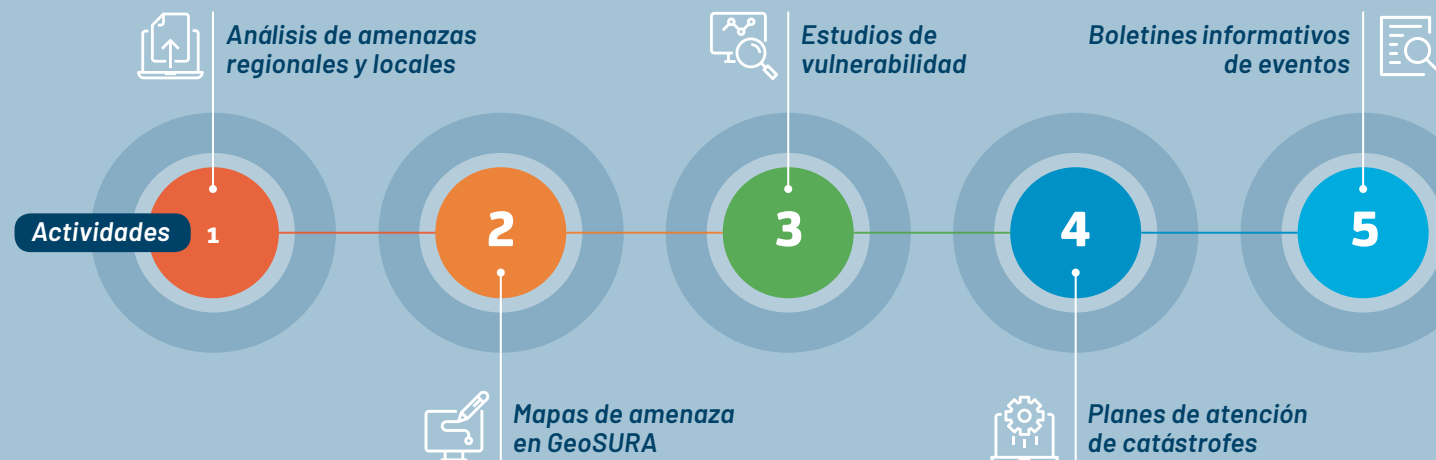 Análisis de amenazas
regionales y locales
Estudios de
vulnerabilidad
Boletines informativos
de eventos
Actividades
1
2
3
4
5
Mapas de amenaza
en GeoSURA
Planes de atención
de catástrofes